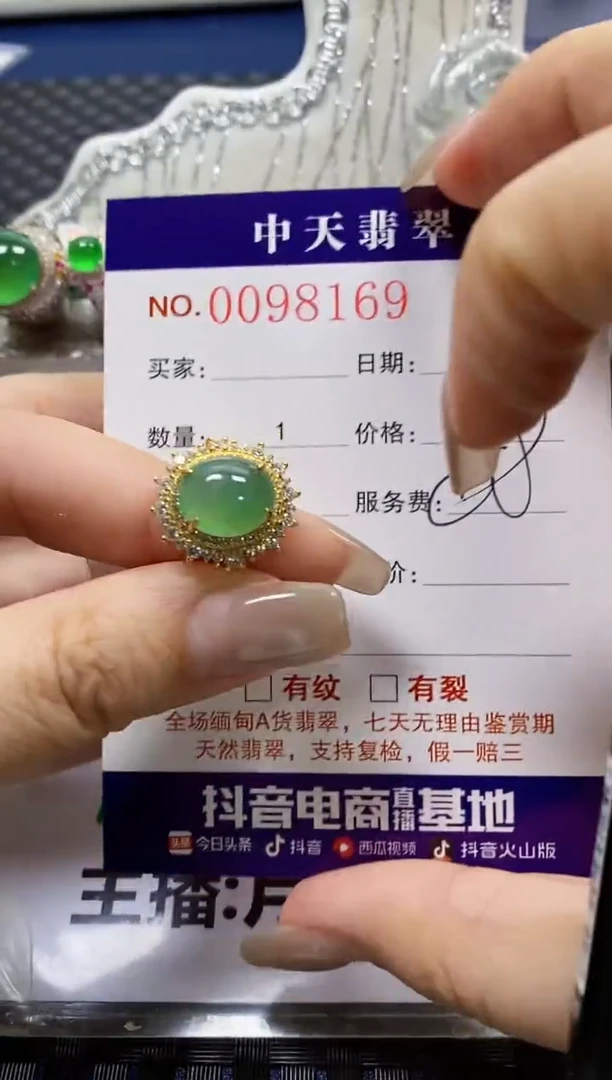 中天翡翠
NO.0098169
买家： 日期：
数量： 1 价格：
服务费：
价：
有纹 有裂
全场缅甸A货翡翠，七天无理由鉴赏期
天然翡翠，支持复检，假一赔三
抖音电商直播基地
头条 今日头条 抖音 西瓜视频 抖音火山版
主播:月